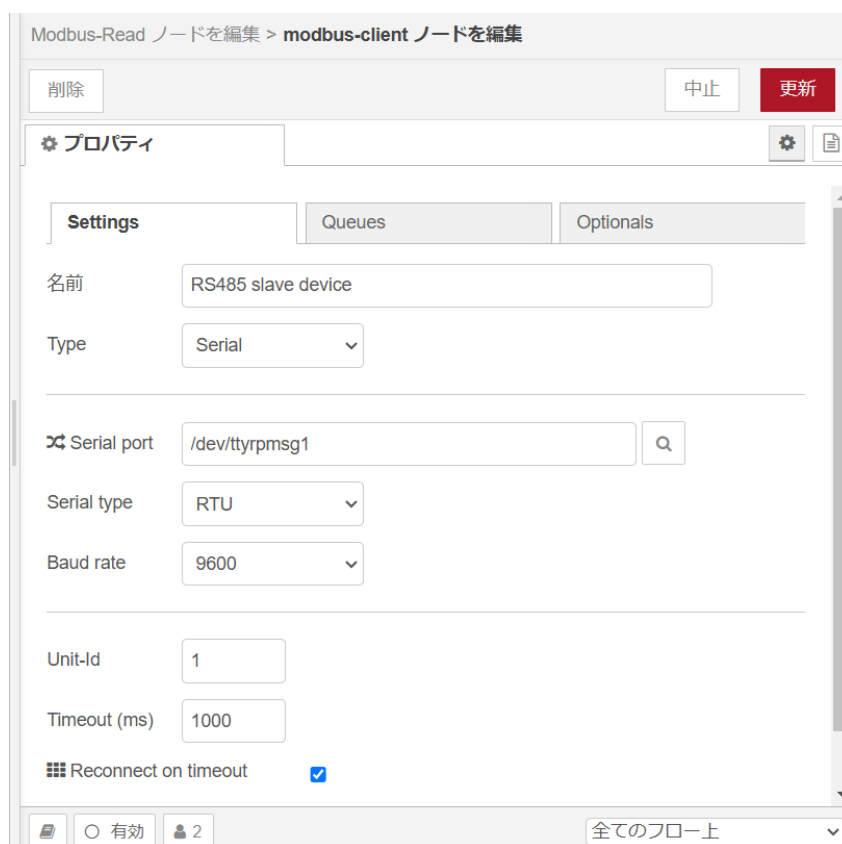 Modbus-Read ノードを編集 > modbus-client ノードを編集
削除 中止 更新
プロパティ
Settings Queues Optionals
名前 RS485 slave device
Type Serial
Serial port /dev/ttyrpmsg1
Serial type RTU
Baud rate 9600
Unit-Id 1
Timeout (ms) 1000
Reconnect on timeout
有効 2 全てのフロー上